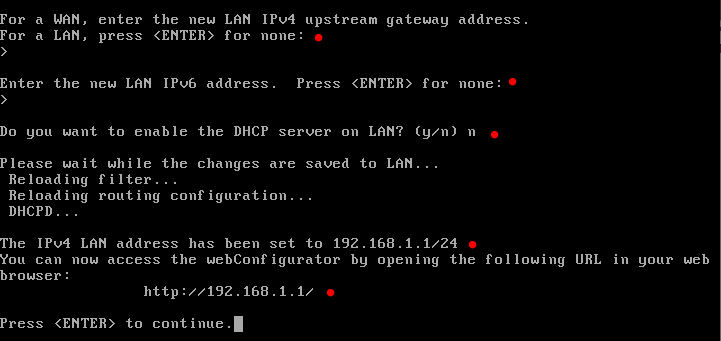 For a WAN, enter the new LAN IPv4 upstream gateway address.
For a LAN, press <ENTER> for none:
>
Enter the new LAN IPv6 address.  Press <ENTER> for none:
>
Do you want to enable the DHCP server on LAN? (y/n) n
Please wait while the changes are saved to LAN...
 Reloading filter...
 Reloading routing configuration...
 DHCPD...
The IPv4 LAN address has been set to 192.168.1.1/24
You can now access the webConfigurator by opening the following URL in your web
browser:
                http://192.168.1.1/
Press <ENTER> to continue.